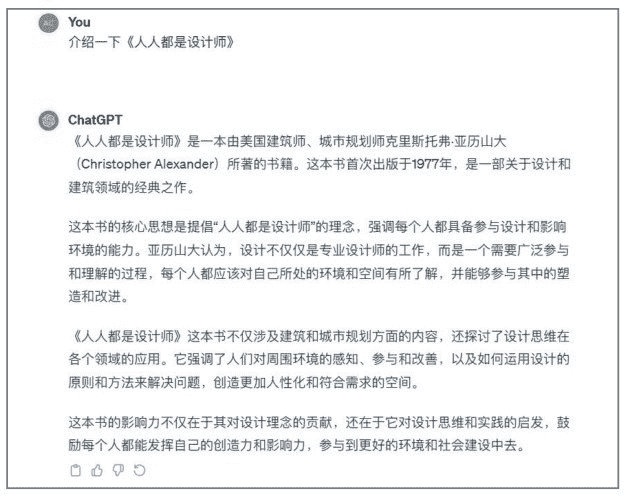 You
介绍一下《人人都是设计师》
ChatGPT
《人人都是设计师》是一本由美国建筑师、城市规划师克里斯托弗·亚历山大
（Christopher Alexander）所著的书籍。这本书首次出版于1977年，是一部关于设计和
建筑领域的经典之作。
这本书的核心思想是提倡“人人都是设计师”的理念，强调每个人都具备参与设计和影响
环境的能力。亚历山大认为，设计不仅仅是专业设计师的工作，而是一个需要广泛参与
和理解的过程，每个人都应该对自己所处的环境和空间有所了解，并能够参与其中的塑
造和改进。
《人人都是设计师》这本书不仅涉及建筑和城市规划方面的内容，还探讨了设计思维在
各个领域的应用。它强调了人们对周围环境的感知、参与和改善，以及如何运用设计的
原则和方法来解决问题，创造更加人性化和符合需求的空间。
这本书的影响力不仅在于其对设计理念的贡献，还在于它对设计思维和实践的启发，鼓
励每个人都能发挥自己的创造力和影响力，参与到更好的环境和社会建设中去。